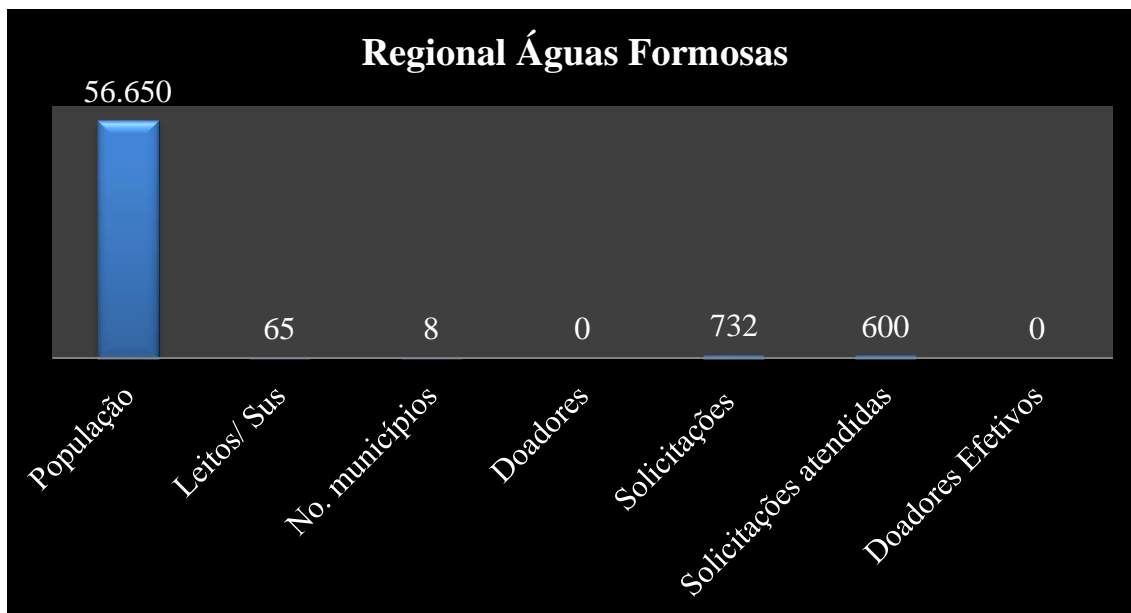 Regional Águas Formosas
56.650
65
8
0
732
600
0
População
Leitos/ Sus
No. municípios
Doadores
Solicitações
Solicitações atendidas
Doadores Efetivos